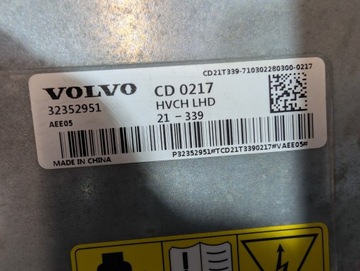 CD21T339-710302280300-0217
VOLVO CD 0217
32352951 HVCH LHD
AEE05 21 - 339
MADE IN CHINA
P32352951#TCD21T3390217#VAEE05#